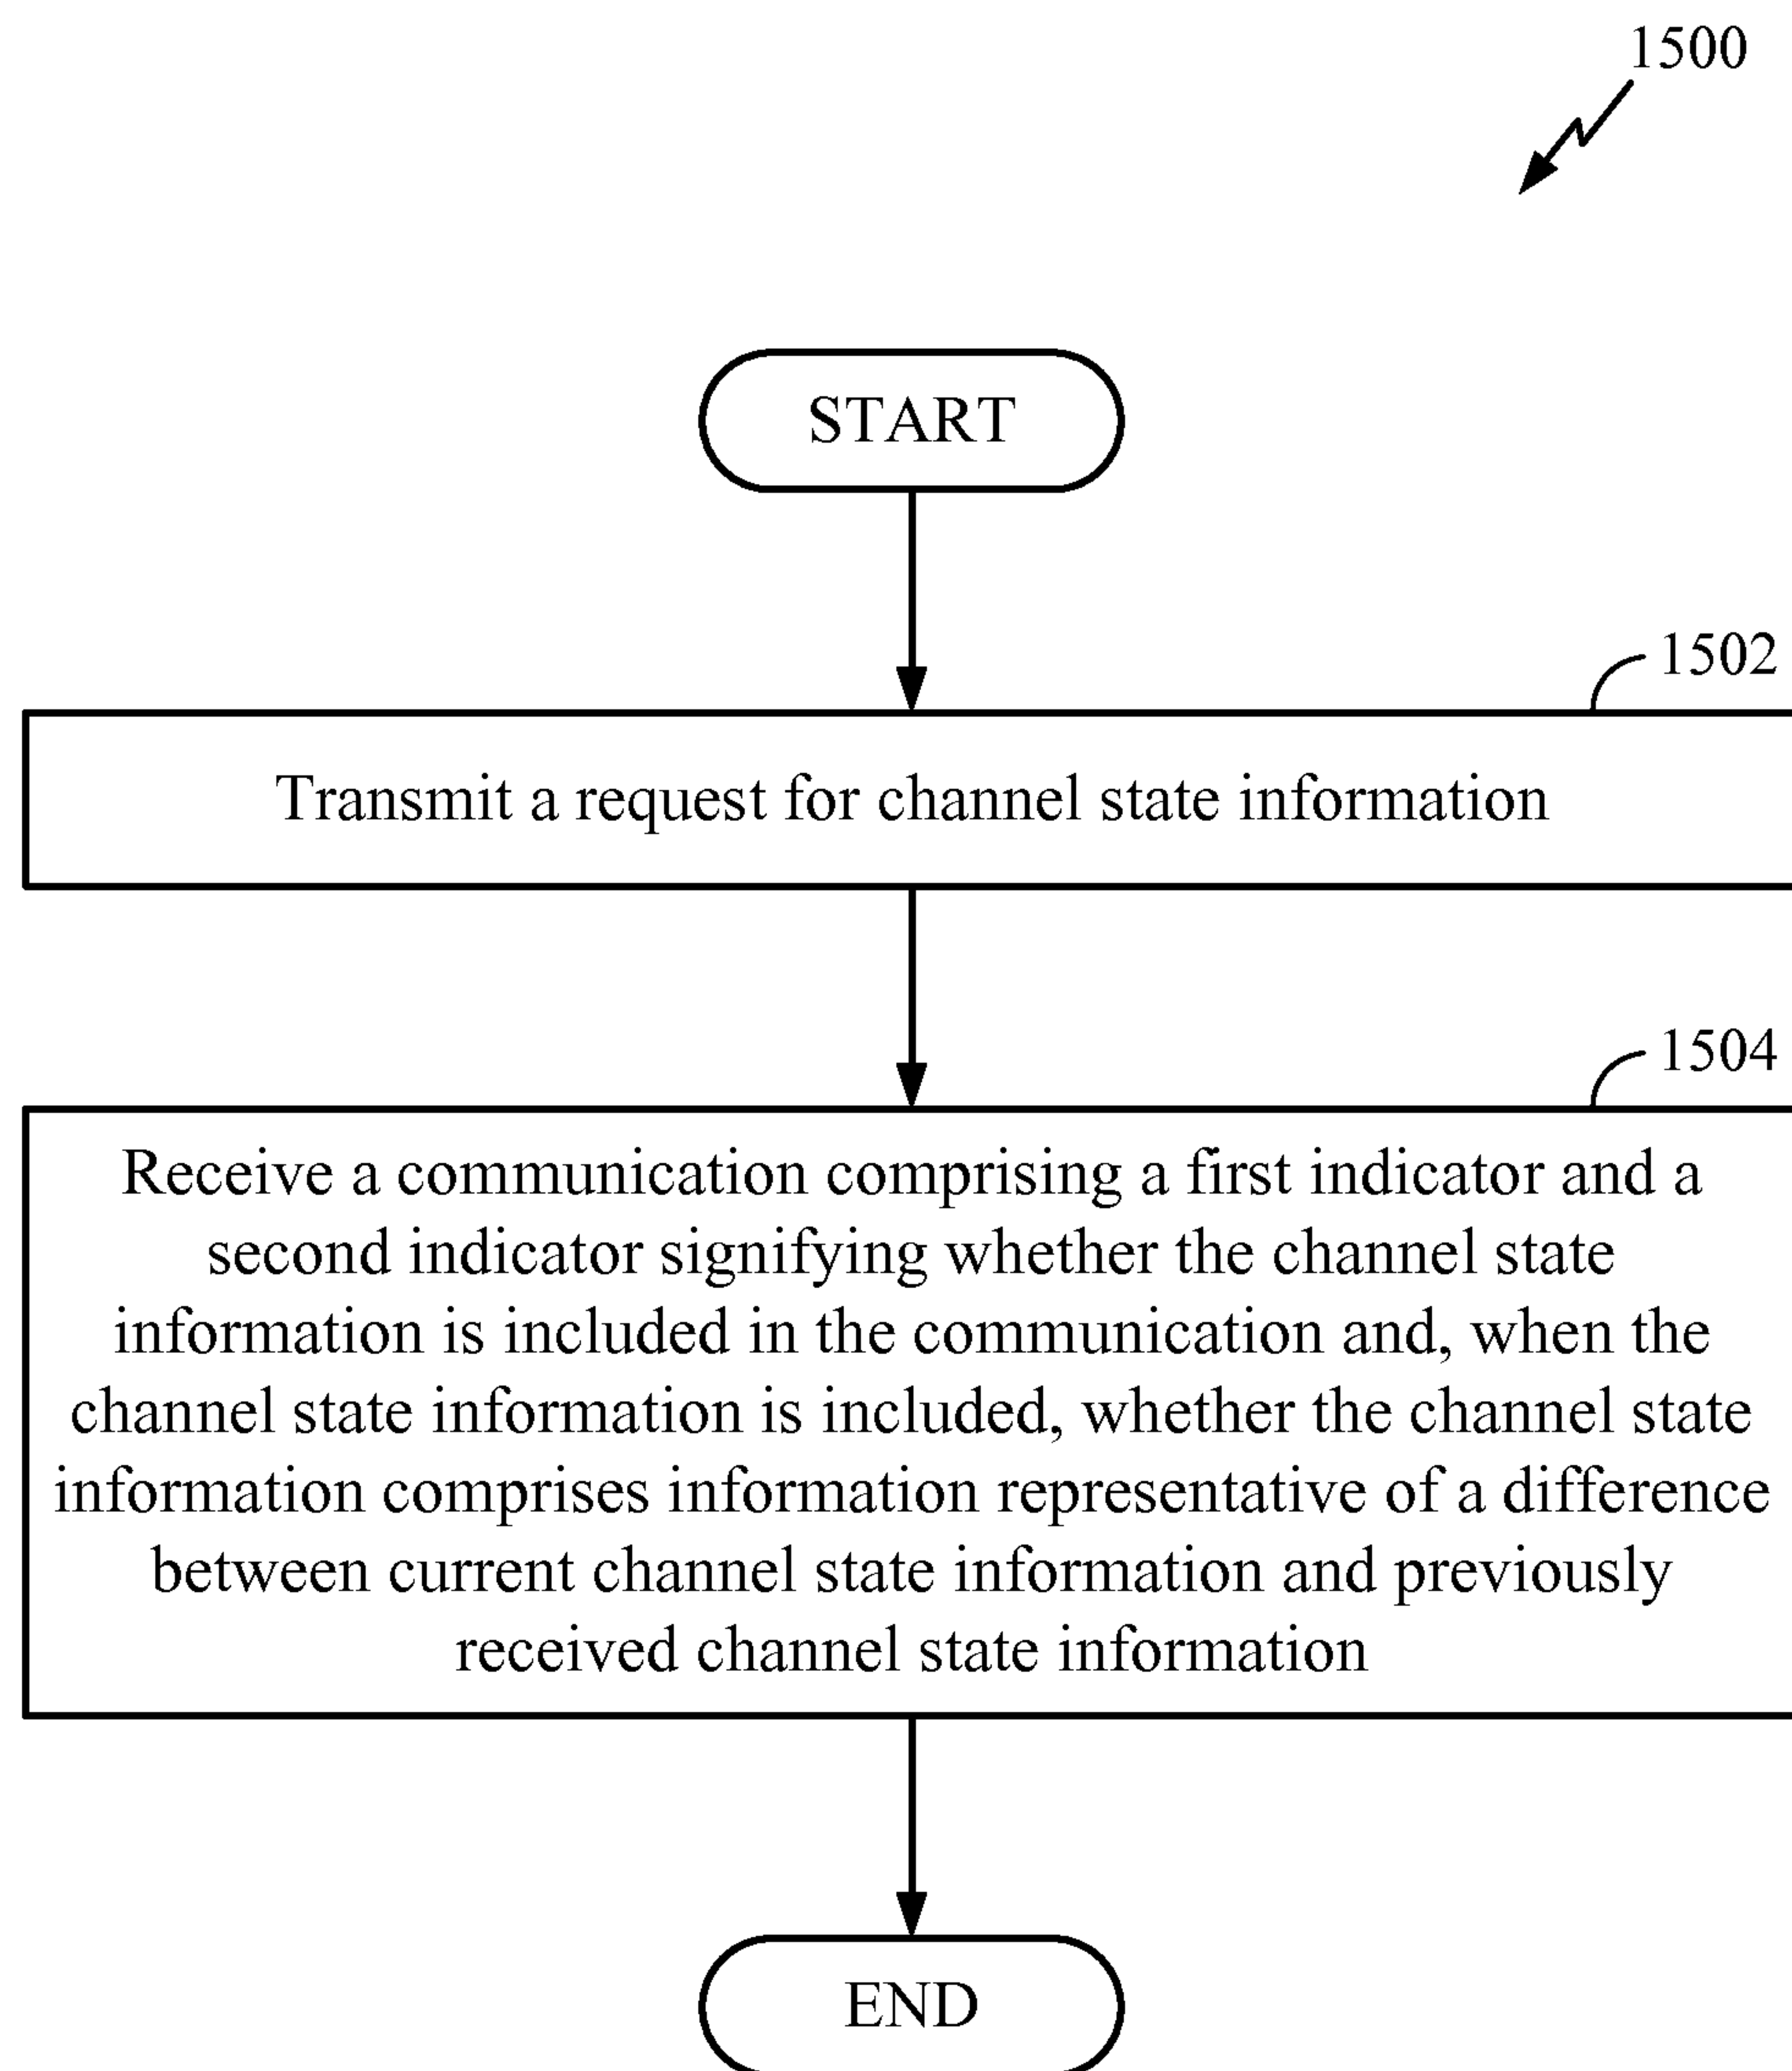 1500
START
1502
Transmit a request for channel state information
1504
Receive a communication comprising a first indicator and a
second indicator signifying whether the channel state
information is included in the communication and, when the
channel state information is included, whether the channel state
information comprises information representative of a difference
between current channel state information and previously
received channel state information
END